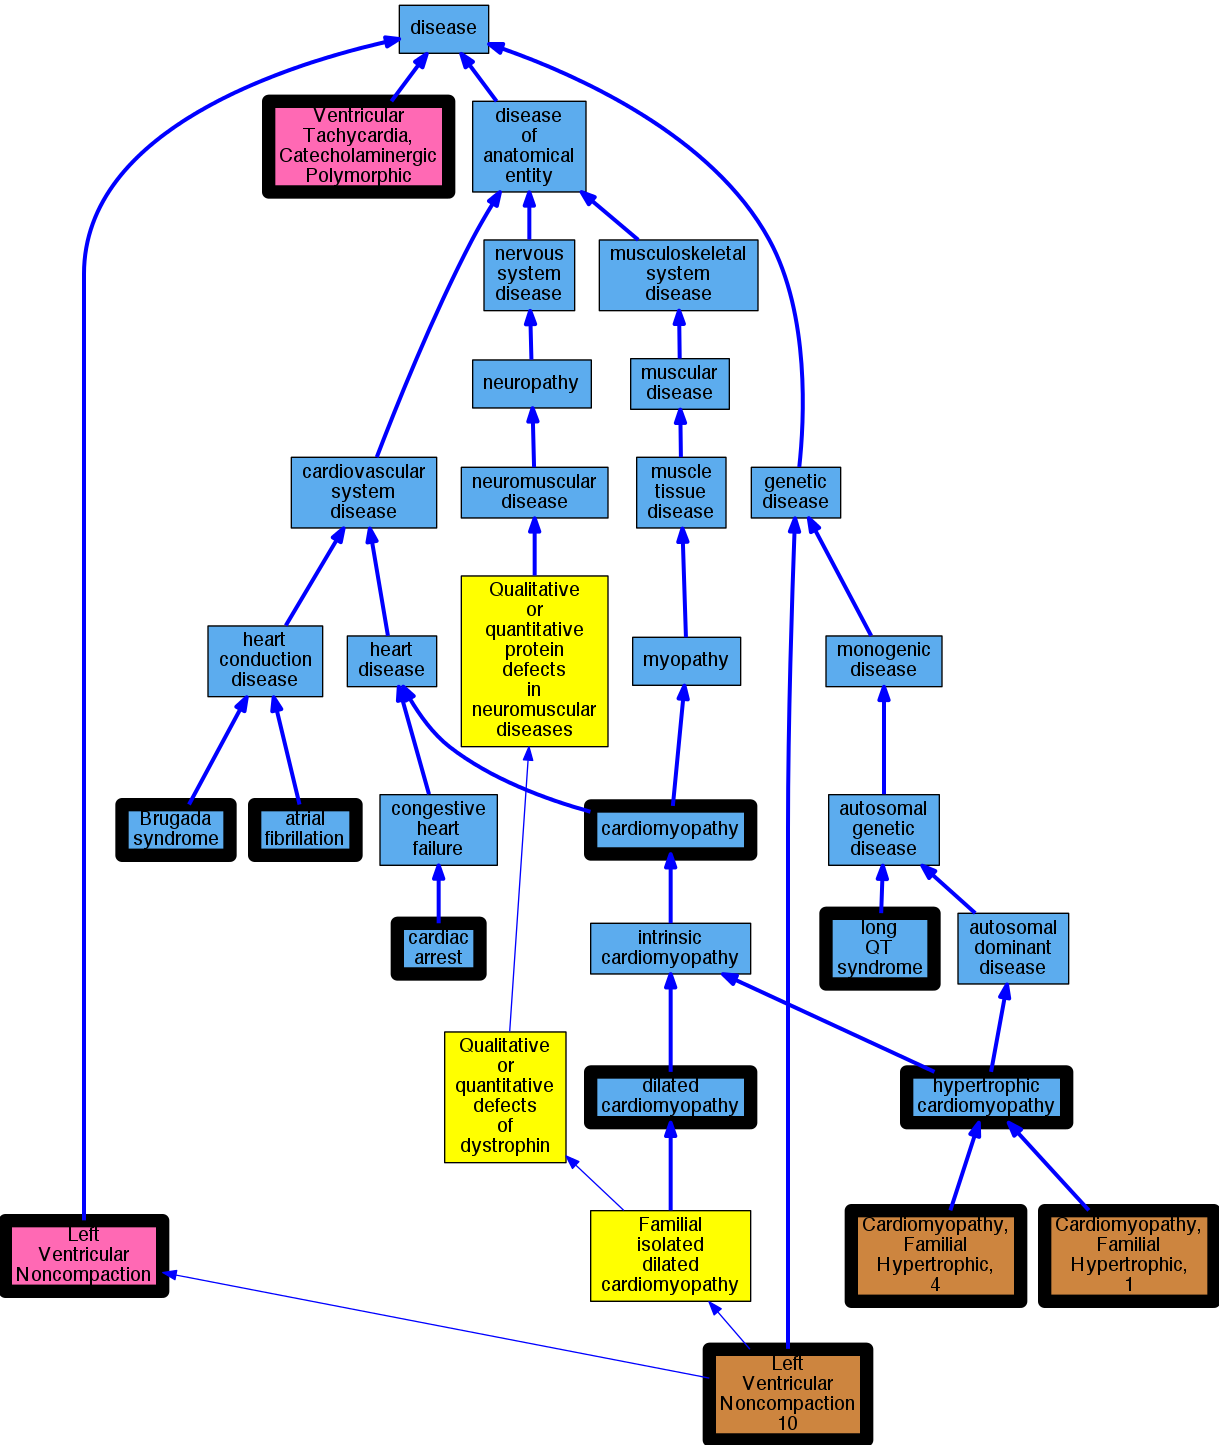 disease
Ventricular
Tachycardia,
Catecholaminergic
Polymorphic
disease
of
anatomical
entity
nervous
system
disease
musculoskeletal
system
disease
neuropathy
muscular
disease
cardiovascular
system
disease
neuromuscular
disease
muscle
tissue
disease
genetic
disease
Qualitative
or
quantitative
protein
defects
in
neuromuscular
diseases
heart
conduction
disease
heart
disease
myopathy
monogenic
disease
Brugada
syndrome
atrial
fibrillation
congestive
heart
failure
cardiomyopathy
autosomal
genetic
disease
cardiac
arrest
intrinsic
cardiomyopathy
long
QT
syndrome
autosomal
dominant
disease
Qualitative
or
quantitative
defects
of
dystrophin
dilated
cardiomyopathy
hypertrophic
cardiomyopathy
Left
Ventricular
Noncompaction
Familial
isolated
dilated
cardiomyopathy
Cardiomyopathy,
Familial
Hypertrophic,
4
Cardiomyopathy,
Familial
Hypertrophic,
1
Left
Ventricular
Noncompaction
10